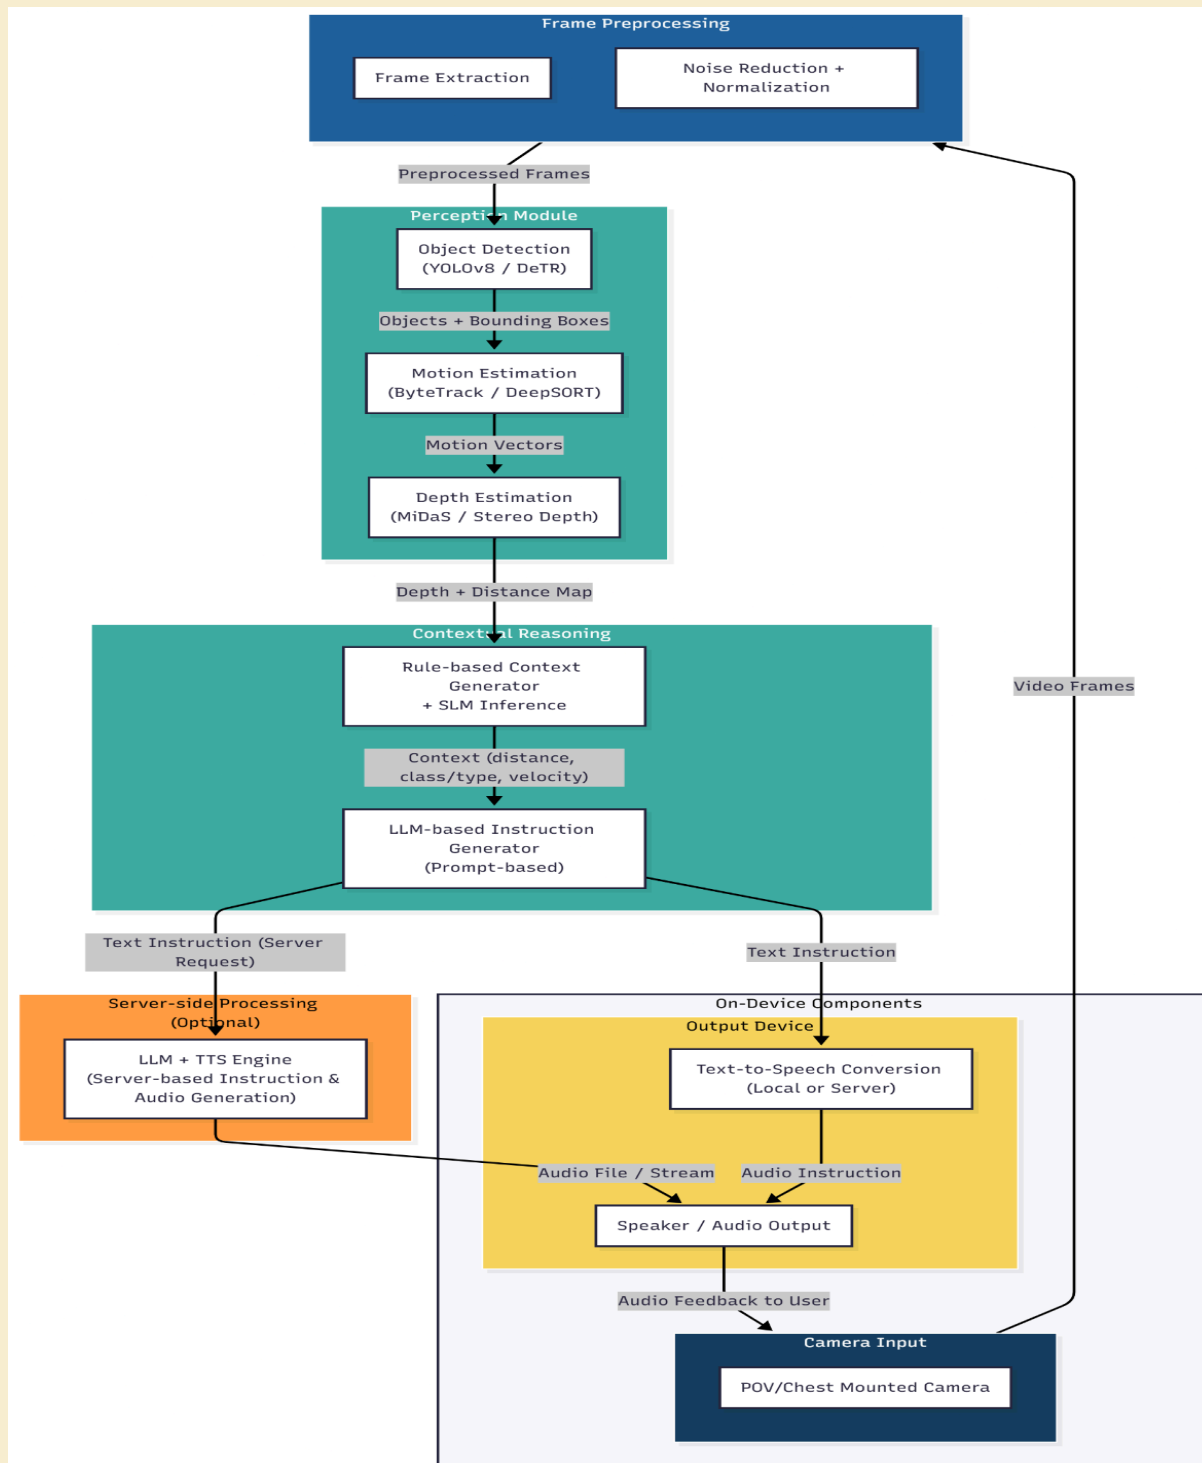 Frame Preprocessing
Frame Extraction
Noise Reduction +
Normalization
Preprocessed Frames
Perception Module
Object Detection
(YOLOv8 / DeTR)
Objects + Bounding Boxes
Motion Estimation
(ByteTrack / DeepSORT)
Motion Vectors
Depth Estimation
(MiDaS / Stereo Depth)
Depth + Distance Map
Contextual Reasoning
Rule-based Context
Generator
+ SLM Inference
Video Frames
Context (distance,
class/type, velocity)
LLM-based Instruction
Generator
(Prompt-based)
Text Instruction (Server
Request)
Text Instruction
Server-side Processing
(Optional)
LLM + TTS Engine
(Server-based Instruction &
Audio Generation)
On-Device Components
Output Device
Text-to-Speech Conversion
(Local or Server)
Audio File / Stream
Audio Instruction
Speaker / Audio Output
Audio Feedback to User
Camera Input
POV/Chest Mounted Camera